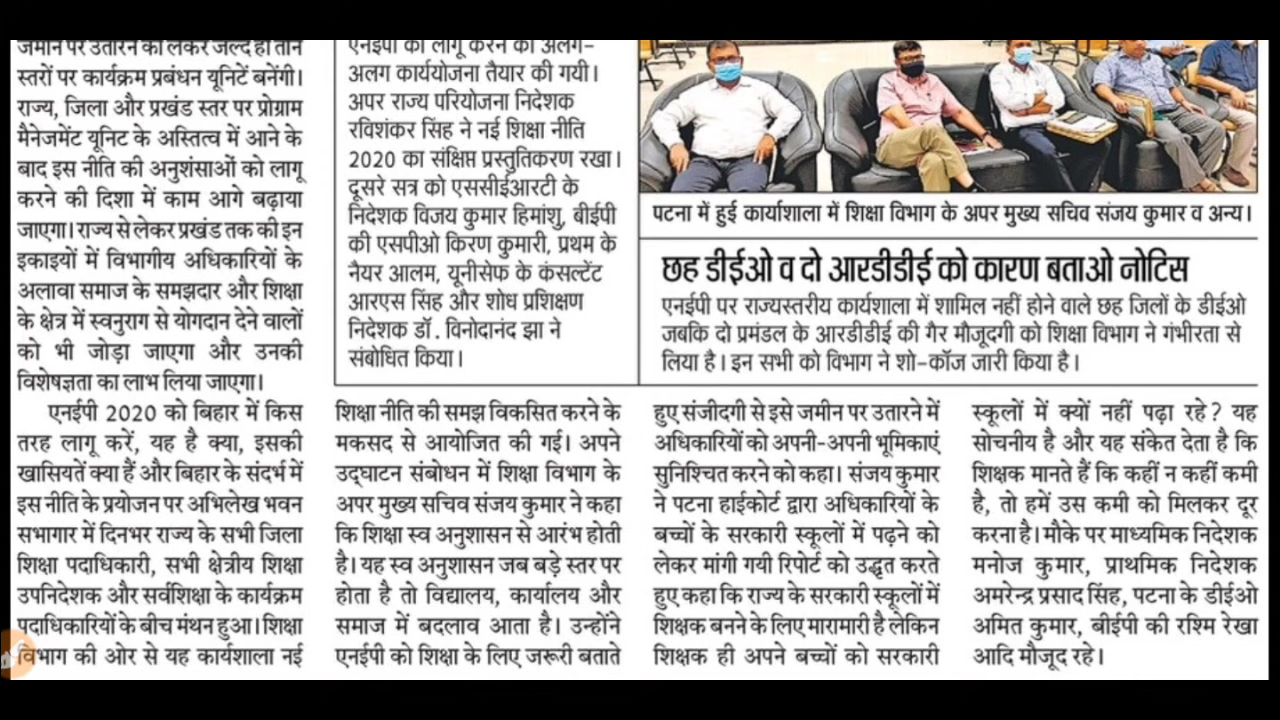 जमीन पर उतारने को लेकर जल्द ही तीन
स्तरों पर कार्यक्रम प्रबंधन यूनिटें बनेंगी।
राज्य, जिला और प्रखंड स्तर पर प्रोग्राम
मैनेजमेंट यूनिट के अस्तित्व में आने के
बाद इस नीति की अनुशंसाओं को लागू
करने की दिशा में काम आगे बढ़ाया
जाएगा। राज्य से लेकर प्रखंड तक की इन
इकाइयों में विभागीय अधिकारियों के
अलावा समाज के समझदार और शिक्षा
के क्षेत्र में स्वनुराग से योगदान देने वालों
को भी जोड़ा जाएगा और उनकी
विशेषज्ञता का लाभ लिया जाएगा।
एनईपी 2020 को बिहार में किस
तरह लागू करें, यह है क्या, इसकी
खासियतें क्या हैं और बिहार के संदर्भ में
इस नीति के प्रयोजन पर अभिलेख भवन
सभागार में दिनभर राज्य के सभी जिला
शिक्षा पदाधिकारी, सभी क्षेत्रीय शिक्षा
उपनिदेशक और सर्वशिक्षा के कार्यक्रम
पदाधिकारियों के बीच मंथन हुआ। शिक्षा
विभाग की ओर से यह कार्यशाला नई
एनईपी को लागू करने को अलग-
अलग कार्ययोजना तैयार की गयी।
अपर राज्य परियोजना निदेशक
रविशंकर सिंह ने नई शिक्षा नीति
2020 का संक्षिप्त प्रस्तुतिकरण रखा।
दूसरे सत्र को एससीईआरटी के
निदेशक विजय कुमार हिमांशु, बीईपी
की एसपीओ किरण कुमारी, प्रथम के
नैयर आलम, यूनीसेफ के कंसल्टेंट
आरएस सिंह और शोध प्रशिक्षण
निदेशक डॉ. विनोदानंद झा ने
संबोधित किया।
पटना में हुई कार्याशाला में शिक्षा विभाग के अपर मुख्य सचिव संजय कुमार व अन्य।
छह डीईओ व दो आरडीडीई को कारण बताओ नोटिस
एनईपी पर राज्यस्तरीय कार्यशाला में शामिल नहीं होने वाले छह जिलों के डीईओ
जबकि दो प्रमंडल के आरडीडीई की गैर मौजूदगी को शिक्षा विभाग ने गंभीरता से
लिया है। इन सभी को विभाग ने शो-कॉज जारी किया है।
शिक्षा नीति की समझ विकसित करने के
मकसद से आयोजित की गई। अपने
उद्घाटन संबोधन में शिक्षा विभाग के
अपर मुख्य सचिव संजय कुमार ने कहा
कि शिक्षा स्व अनुशासन से आरंभ होती
है। यह स्व अनुशासन जब बड़े स्तर पर
होता है तो विद्यालय, कार्यालय और
समाज में बदलाव आता है। उन्होंने
एनईपी को शिक्षा के लिए जरूरी बताते
हुए संजीदगी से इसे जमीन पर उतारने में
अधिकारियों को अपनी-अपनी भूमिकाएं
सुनिश्चित करने को कहा। संजय कुमार
ने पटना हाईकोर्ट द्वारा अधिकारियों के
बच्चों के सरकारी स्कूलों में पढ़ने को
लेकर मांगी गयी रिपोर्ट को उद्धृत करते
हुए कहा कि राज्य के सरकारी स्कूलों में
शिक्षक बनने के लिए मारामारी है लेकिन
शिक्षक ही अपने बच्चों को सरकारी
स्कूलों में क्यों नहीं पढ़ा रहे? यह
सोचनीय है और यह संकेत देता है कि
शिक्षक मानते हैं कि कहीं न कहीं कमी
है, तो हमें उस कमी को मिलकर दूर
करना है। मौके पर माध्यमिक निदेशक
मनोज कुमार, प्राथमिक निदेशक
अमरेन्द्र प्रसाद सिंह, पटना के डीईओ
अमित कुमार, बीईपी की रश्मि रेखा
आदि मौजूद रहे।